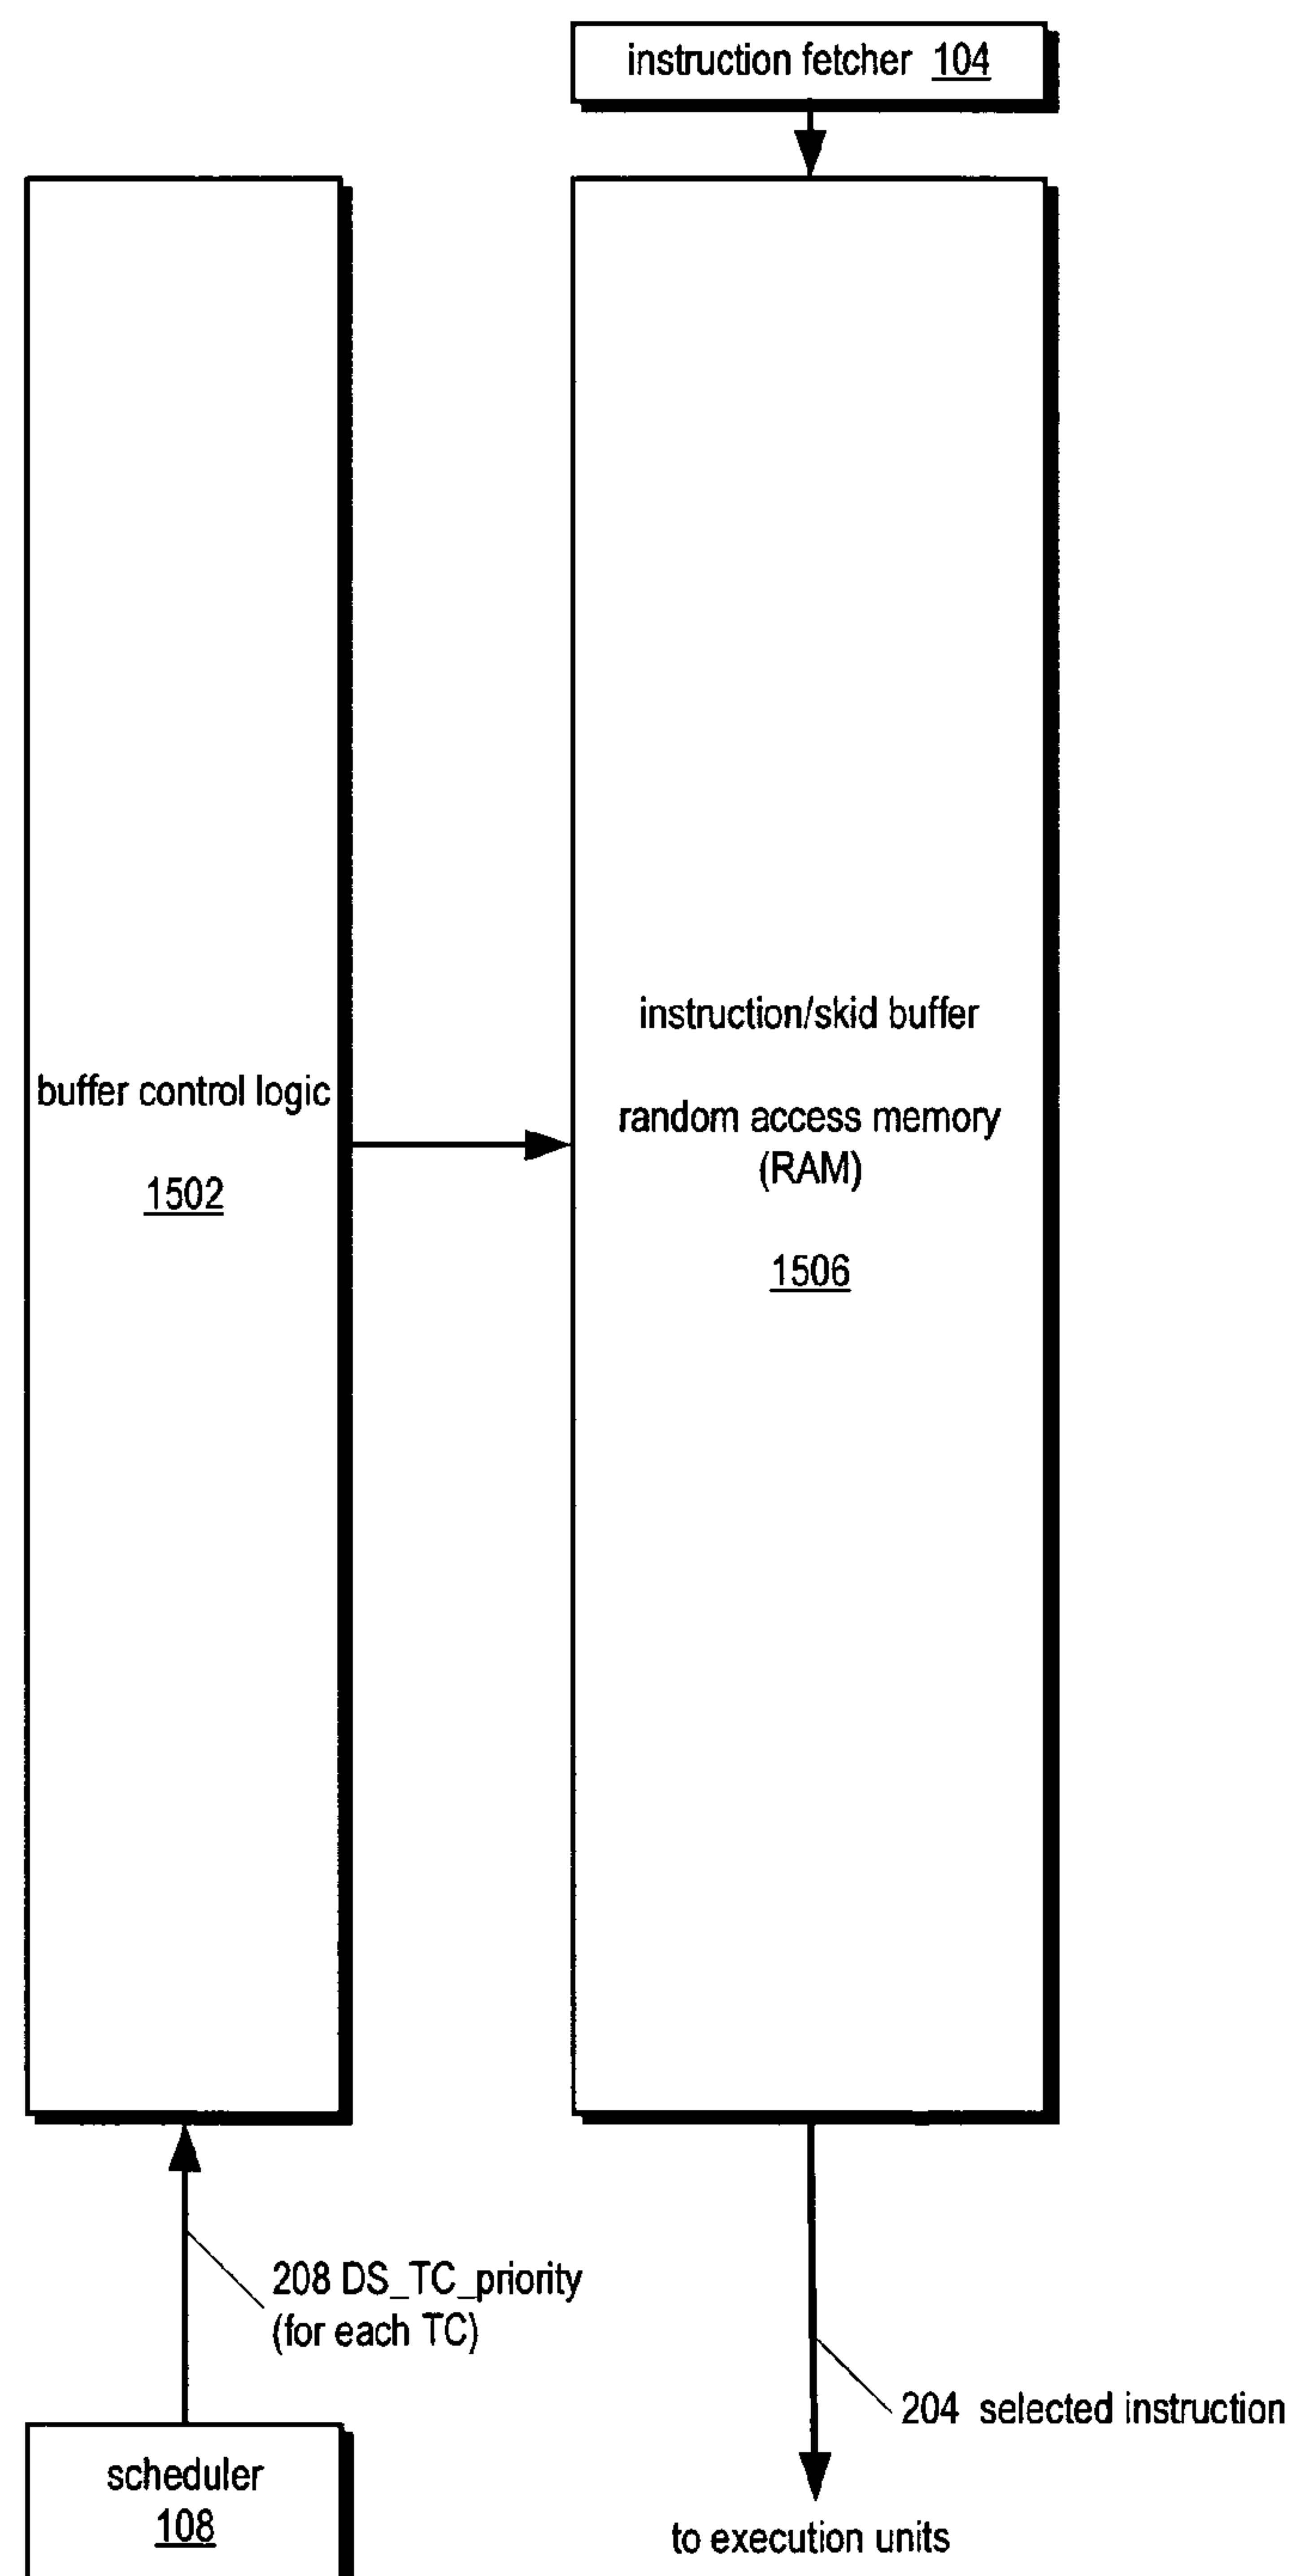 instruction fetcher 104
buffer control logic
1502
instruction/skid buffer
random access memory
(RAM)
1506
208 DS_TC_priority
(for each TC)
204 selected instruction
scheduler
108
to execution units